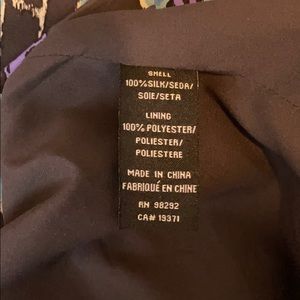 SHELL
100%SILK/SEDA/
SOIE/SETA
LINING
100% POLYESTER/
POLIESTER/
POLIESTERE
MADE IN CHINA
FABRIQUÉ EN CHINE
RN 98292
CA# 19371